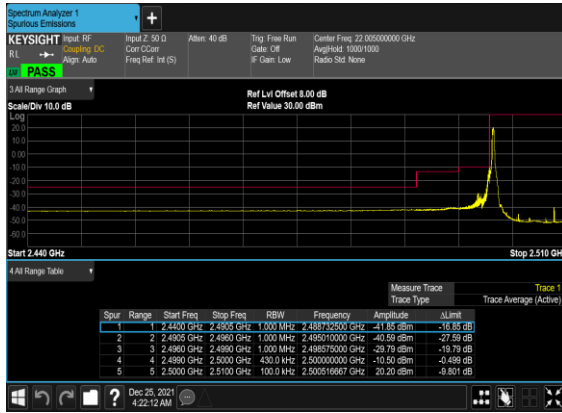 Spectrum Analyzer 1
Spurious Emissions
KEYSIGHT Input: RF Input Z: 50 Ω Atten: 40 dB Trig: Free Run Center Freq: 22.005000000 GHz
RL Coupling: DC Corr CCorr Gate: Off Avg|Hold: 1000/1000
Align: Auto Freq Ref: Int (S) IF Gain: Low Radio Std: None
PASS
3 All Range Graph
Ref Lvl Offset 8.00 dB
Scale/Div 10.0 dB Ref Value 30.00 dBm
Log
20.0
10.0
0.00
-10.0
-20.0
-30.0
-40.0
-50.0
-60.0
Start 2.440 GHz Stop 2.510 GH
4 All Range Table
Measure Trace Trace 1
Trace Type Trace Average (Active)
Spur Range Start Freq Stop Freq RBW Frequency Amplitude ΔLimit
1 1 2.4400 GHz 2.4905 GHz 1.000 MHz 2.488732500 GHz -41.85 dBm -16.85 dB
2 2 2.4905 GHz 2.4960 GHz 1.000 MHz 2.495010000 GHz -40.59 dBm -27.59 dB
3 3 2.4960 GHz 2.4990 GHz 1.000 MHz 2.498575000 GHz -29.79 dBm -19.79 dB
4 4 2.4990 GHz 2.5000 GHz 430.0 kHz 2.500000000 GHz -10.50 dBm -0.499 dB
5 5 2.5000 GHz 2.5100 GHz 100.0 kHz 2.500516667 GHz 20.20 dBm -9.801 dB
? Dec 25, 2021
4:22:12 AM